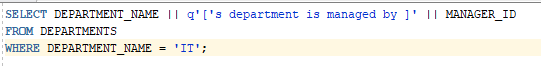 SELECT DEPARTMENT_NAME || q'['s department is managed by ]' || MANAGER_ID
FROM DEPARTMENTS
WHERE DEPARTMENT_NAME = 'IT';